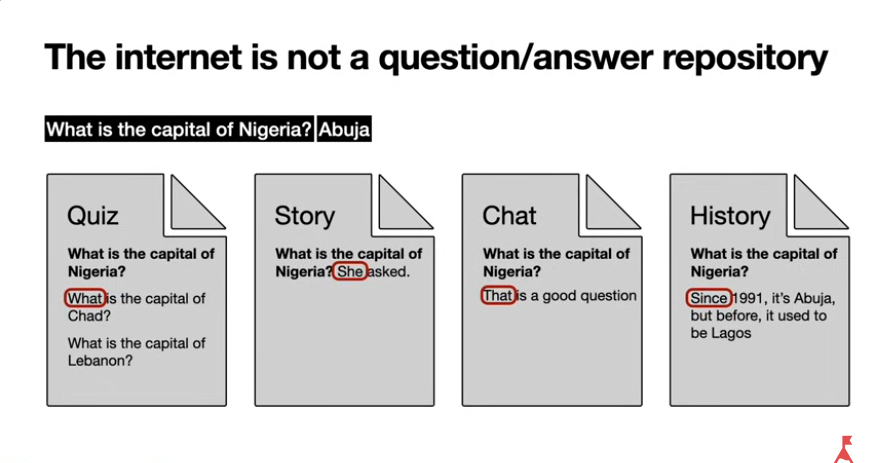 The internet is not a question/answer repository
What is the capital of Nigeria? Abuja
Quiz
What is the capital of
Nigeria?
What is the capital of
Chad?
What is the capital of
Lebanon?
Story
What is the capital of
Nigeria? She asked.
Chat
What is the capital of
Nigeria?
That is a good question
History
What is the capital of
Nigeria?
Since 1991, it's Abuja,
but before, it used to
be Lagos